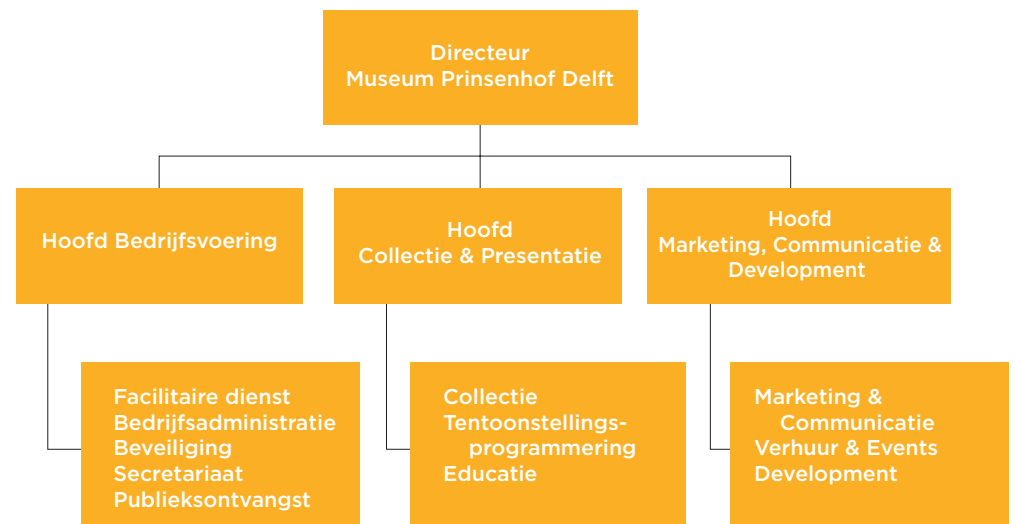 Directeur
Museum Prinsenhof Delft
Hoofd Bedrijfsvoering
Hoofd
Collectie & Presentatie
Hoofd
Marketing, Communicatie &
Development
Facilitaire dienst
Bedrijfsadministratie
Beveiliging
Secretariaat
Publieksontvangst
Collectie
Tentoonstellings-
programmering
Educatie
Marketing &
Communicatie
Verhuur & Events
Development